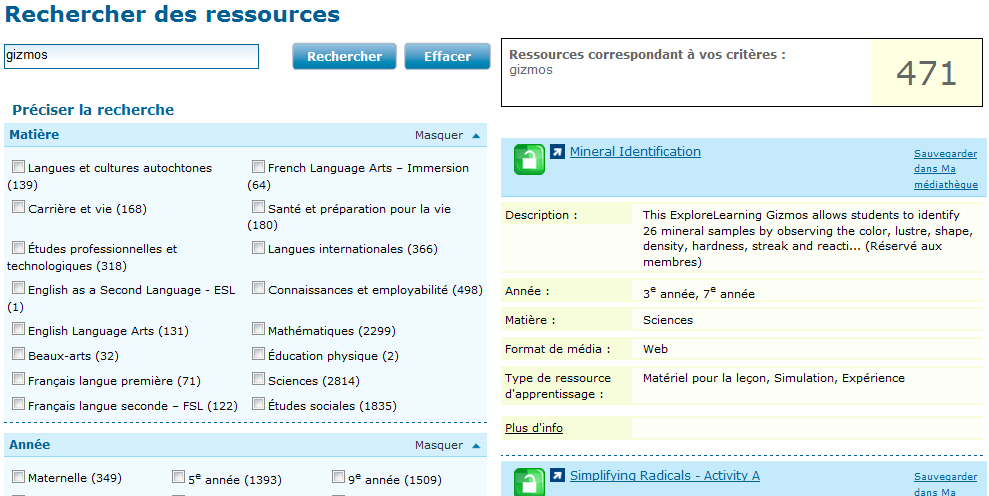 Rechercher des ressources
gizmos
Rechercher
Effacer
Ressources correspondant à vos critères :
gizmos
471
Préciser la recherche
Matière
Masquer
Langues et cultures autochtones
(139)
French Language Arts – Immersion
(64)
Carrière et vie (168)
Santé et préparation pour la vie
(180)
Études professionnelles et
technologiques (318)
Langues internationales (366)
English as a Second Language - ESL
(1)
Connaissances et employabilité (498)
English Language Arts (131)
Mathématiques (2299)
Beaux-arts (32)
Éducation physique (2)
Français langue première (71)
Sciences (2814)
Français langue seconde – FSL (122)
Études sociales (1835)
Année
Masquer
Maternelle (349)
5e année (1393)
9e année (1509)
Mineral Identification
Sauvegarder
dans Ma
médiathèque
Description :
This ExploreLearning Gizmos allows students to identify
26 mineral samples by observing the color, lustre, shape,
density, hardness, streak and reacti... (Réservé aux
membres)
Année :
3e année, 7e année
Matière :
Sciences
Format de média :
Web
Type de ressource
d'apprentissage :
Matériel pour la leçon, Simulation, Expérience
Plus d'info
Simplifying Radicals - Activity A
Sauvegarder
dans Ma